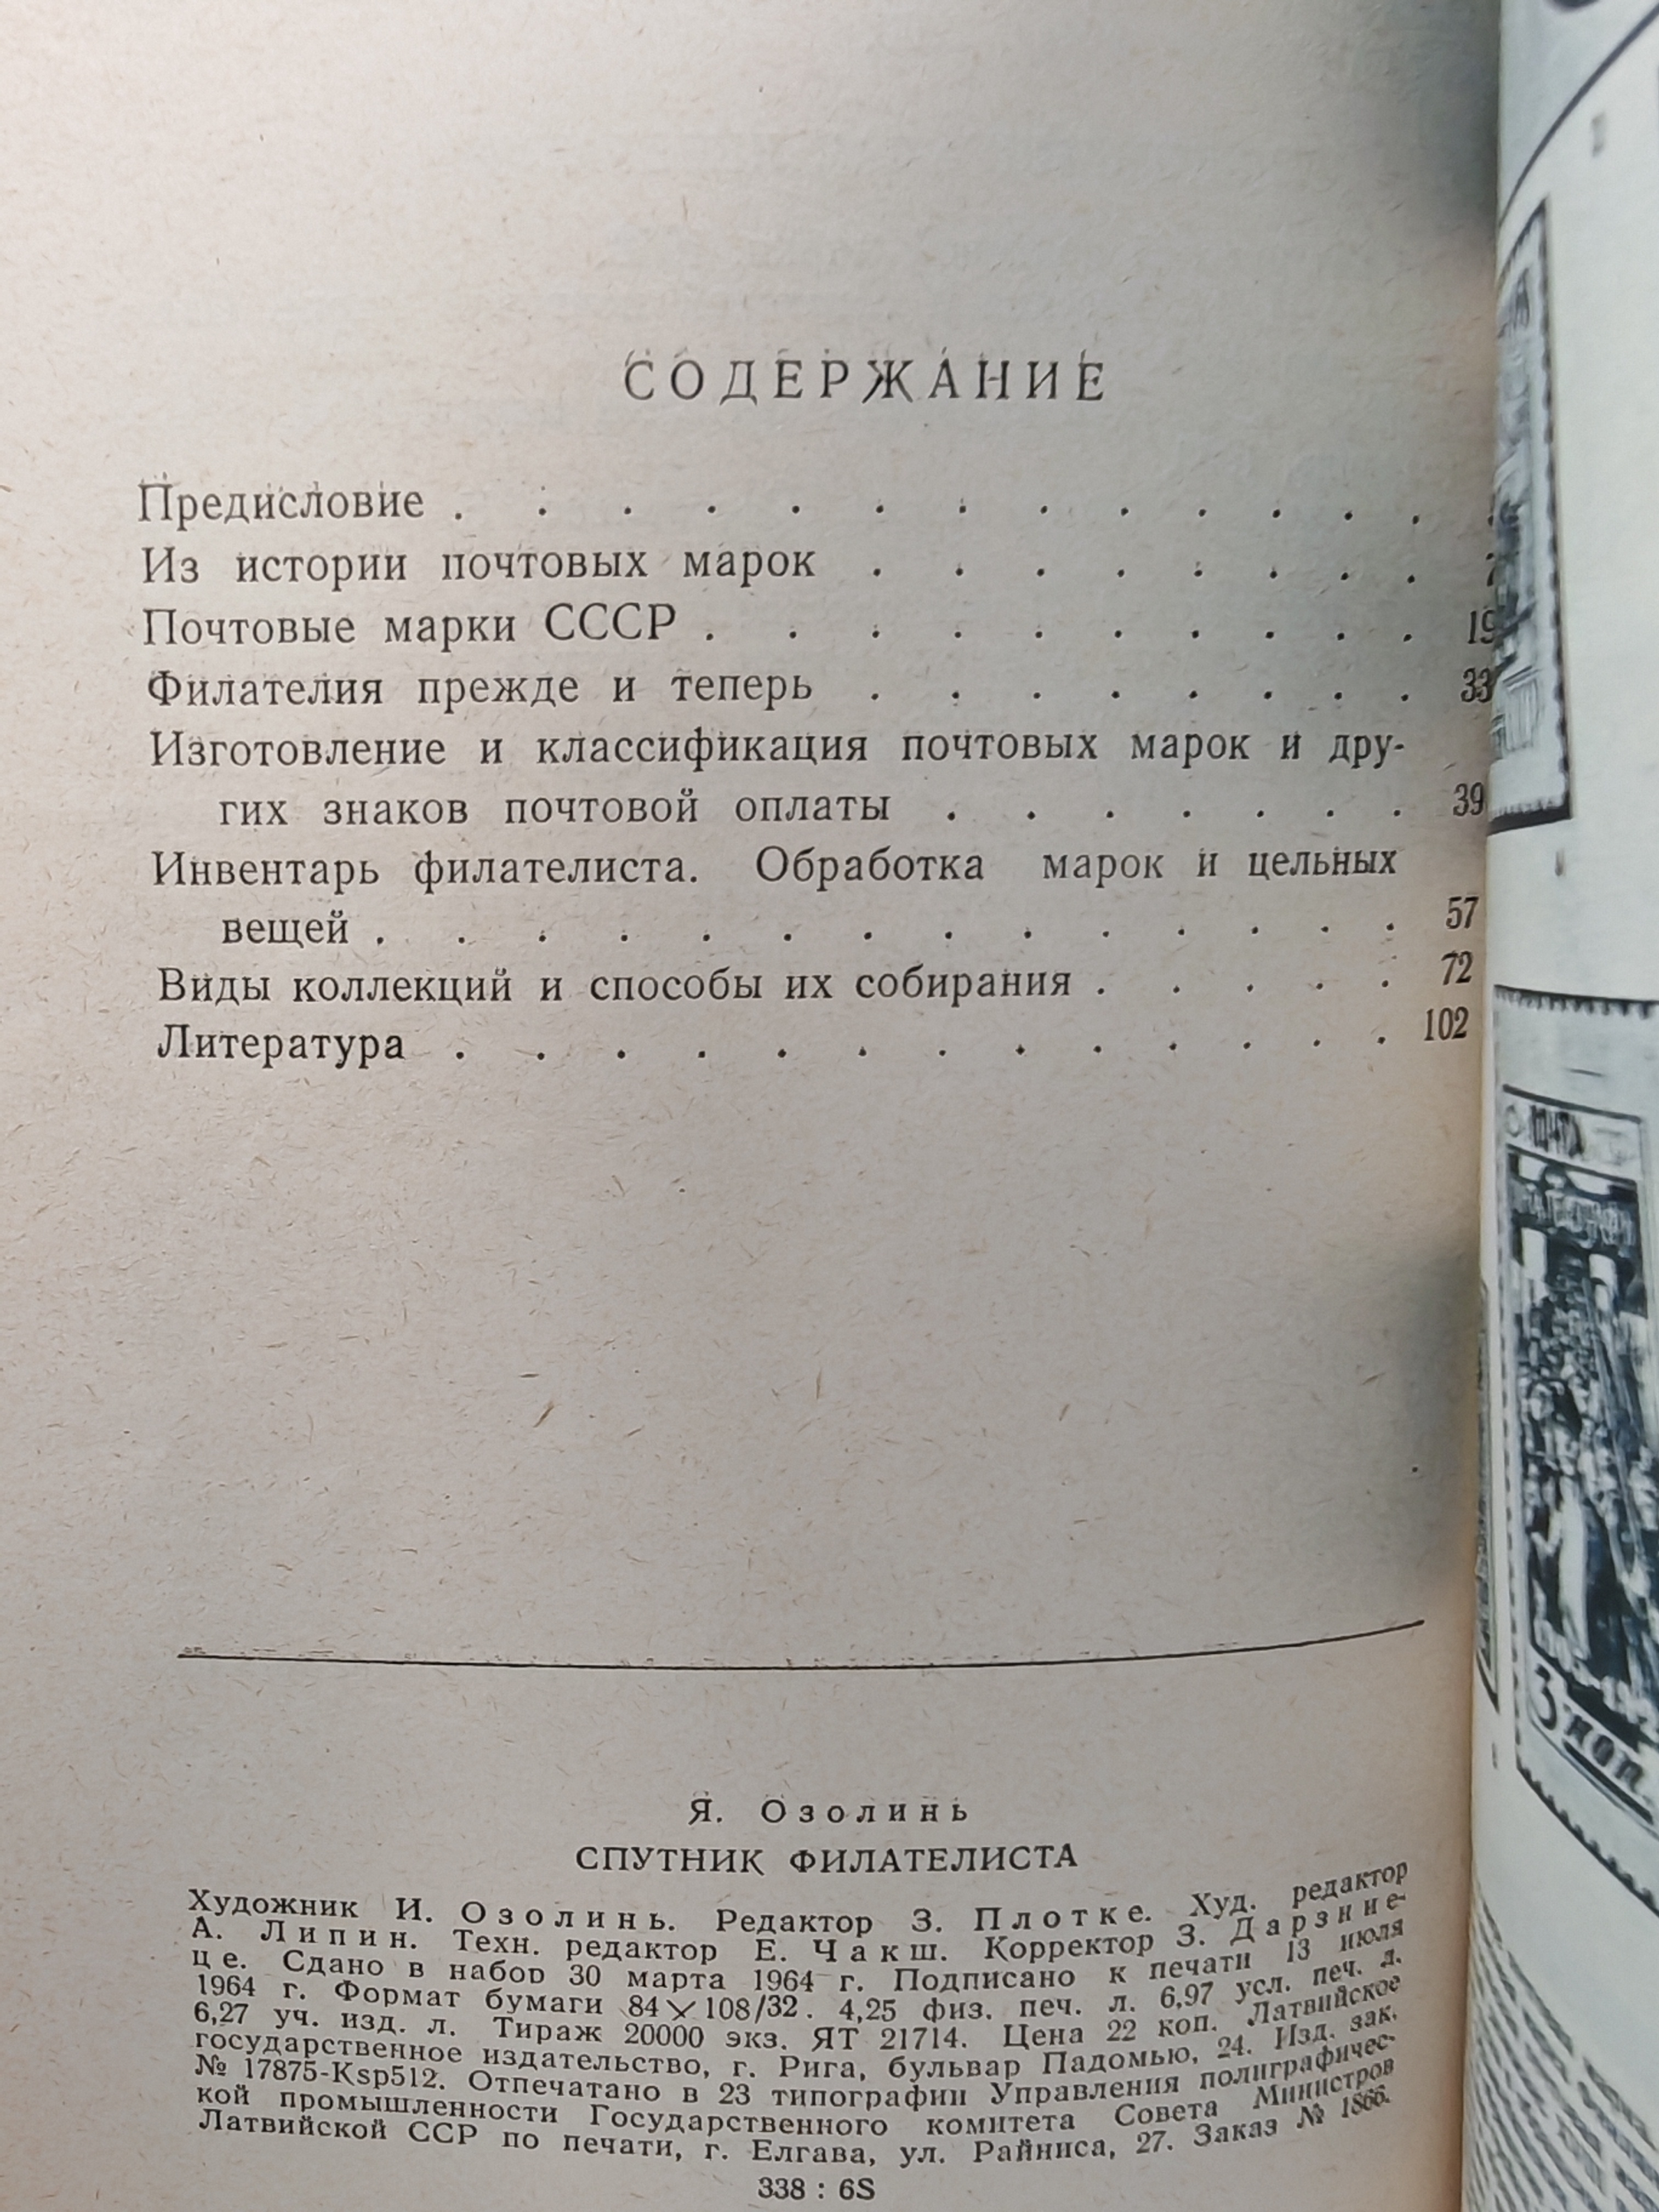 СОДЕРЖАНИЕ
Предисловие . . . . . . . . . . . . .
Из истории почтовых марок . . . . . . . . 7
Почтовые марки СССР . . . . . . . . . . 19
Филателия прежде и теперь . . . . . . . . 33
Изготовление и классификация почтовых марок и дру-
гих знаков почтовой оплаты . . . . . . . 39
Инвентарь филателиста. Обработка марок и цельных
вещей . . . . . . . . . . . . . . 57
Виды коллекций и способы их собирания . . . . . 72
Литература . . . . . . . . . . . . . 102
Я. Озолинь
СПУТНИК ФИЛАТЕЛИСТА
Художник И. Озолинь. Редактор З. Плотке. Худ. редактор
А. Липин. Техн. редактор Е. Чакш. Корректор З. Дарзние-
це. Сдано в набор 30 марта 1964 г. Подписано к печати 13 июля
1964 г. Формат бумаги 84×108/32. 4,25 физ. печ. л. 6,97 усл. печ. л.
6,27 уч. изд. л. Тираж 20000 экз. ЯТ 21714. Цена 22 коп. Латвийское
государственное издательство, г. Рига, бульвар Падомью, 24. Изд. зак.
№ 17875-Ksp512. Отпечатано в 23 типографии Управления полиграфичес-
кой промышленности Государственного комитета Совета Министров
Латвийской ССР по печати, г. Елгава, ул. Райниса, 27. Заказ № 1866.
338 : 6S
3 коп.